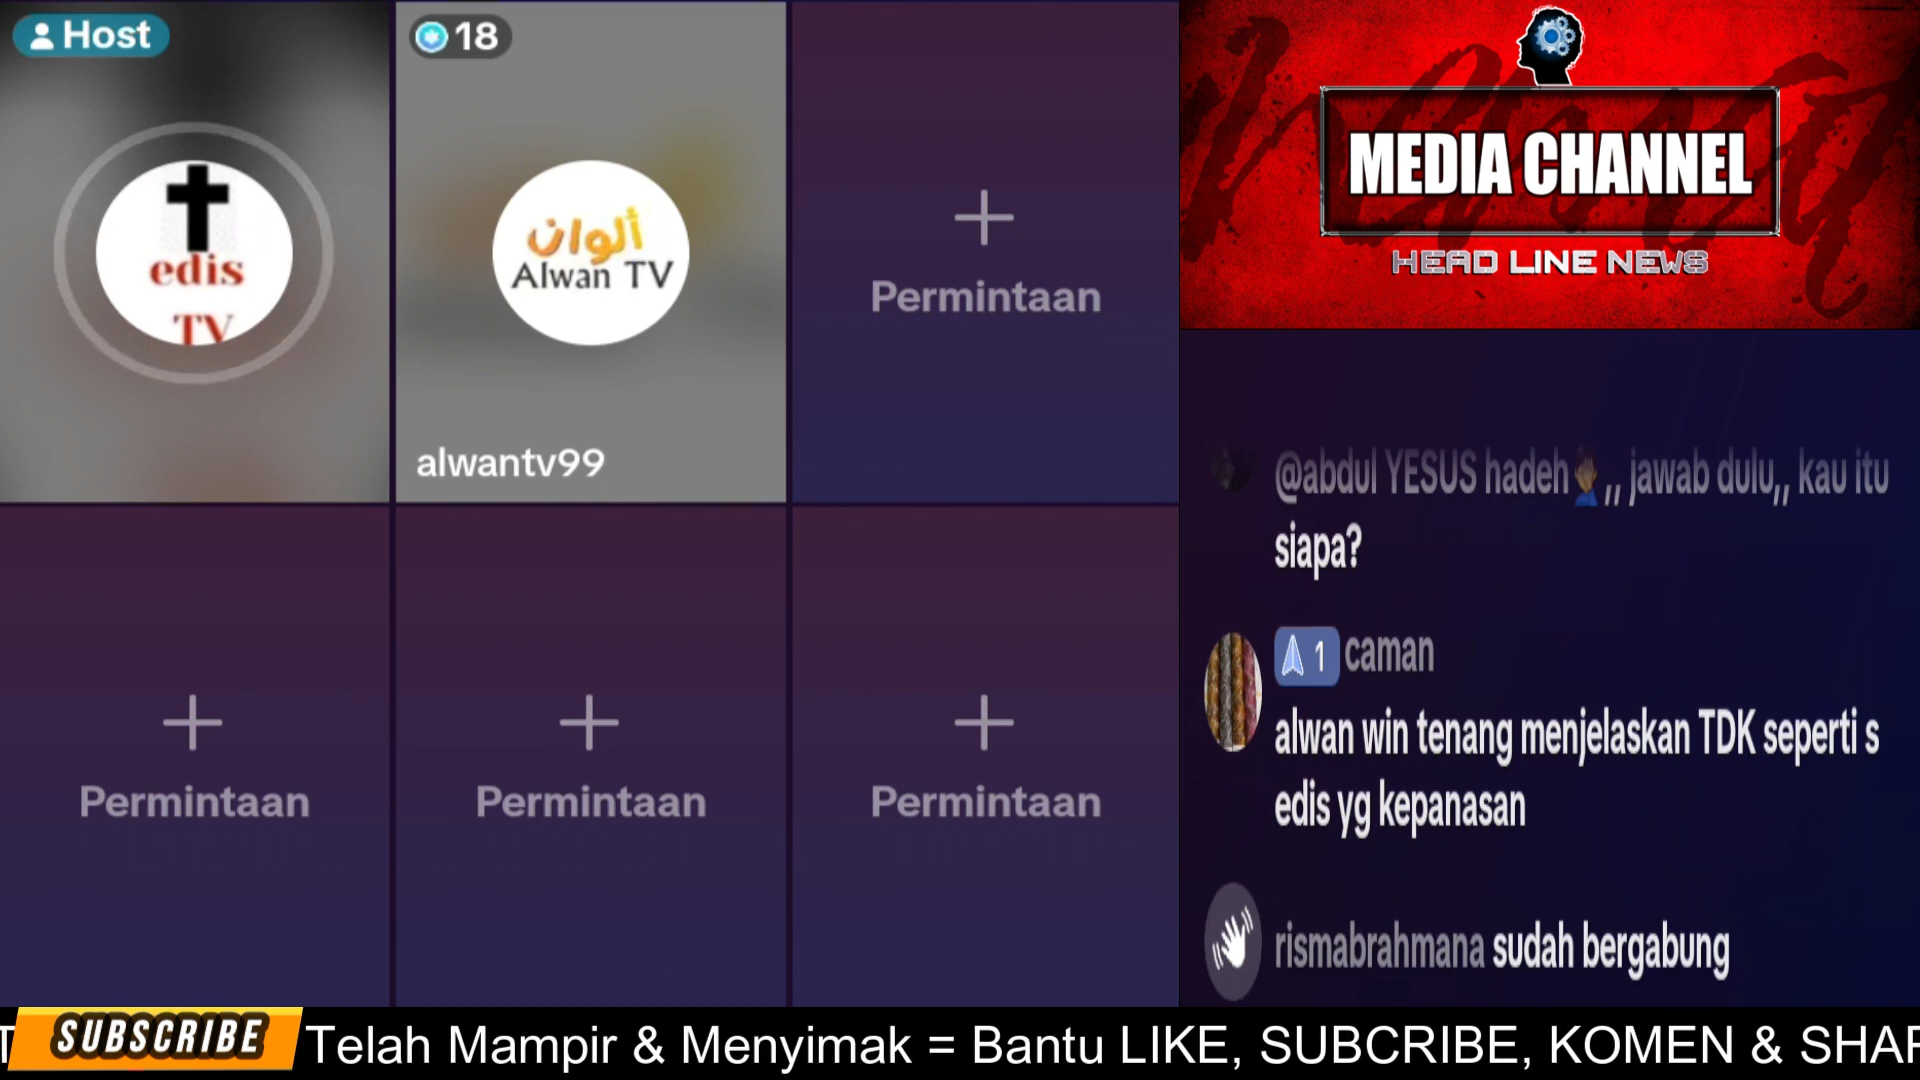 Host
edis
TV
18
ألوان
Alwan TV
alwantv99
Permintaan
Permintaan
Permintaan
Permintaan
MEDIA CHANNEL
HEAD LINE NEWS
@abdul YESUS hadeh🤦,, jawab dulu,, kau itu
siapa?
1 caman
alwan win tenang menjelaskan TDK seperti s
edis yg kepanasan
rismabrahmana sudah bergabung
SUBSCRIBE
Telah Mampir & Menyimak = Bantu LIKE, SUBCRIBE, KOMEN & SHAR